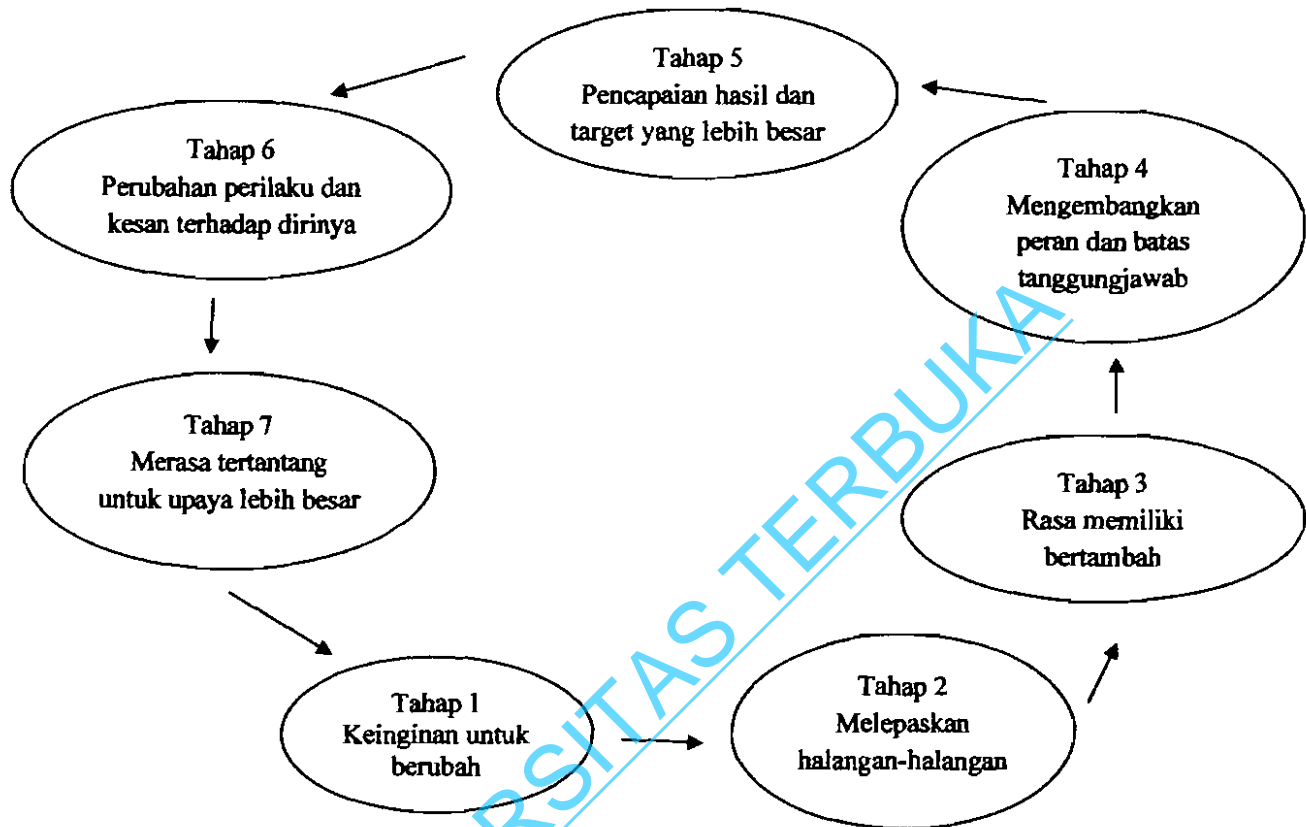 Tahap 5
Pencapaian hasil dan
target yang lebih besar
Tahap 6
Perubahan perilaku dan
kesan terhadap dirinya
Tahap 4
Mengembangkan
peran dan batas
tanggungjawab
Tahap 7
Merasa tertantang
untuk upaya lebih besar
Tahap 3
Rasa memiliki
bertambah
Tahap 1
Keinginan untuk
berubah
Tahap 2
Melepaskan
halangan-halangan
RSITAS TERBUKA